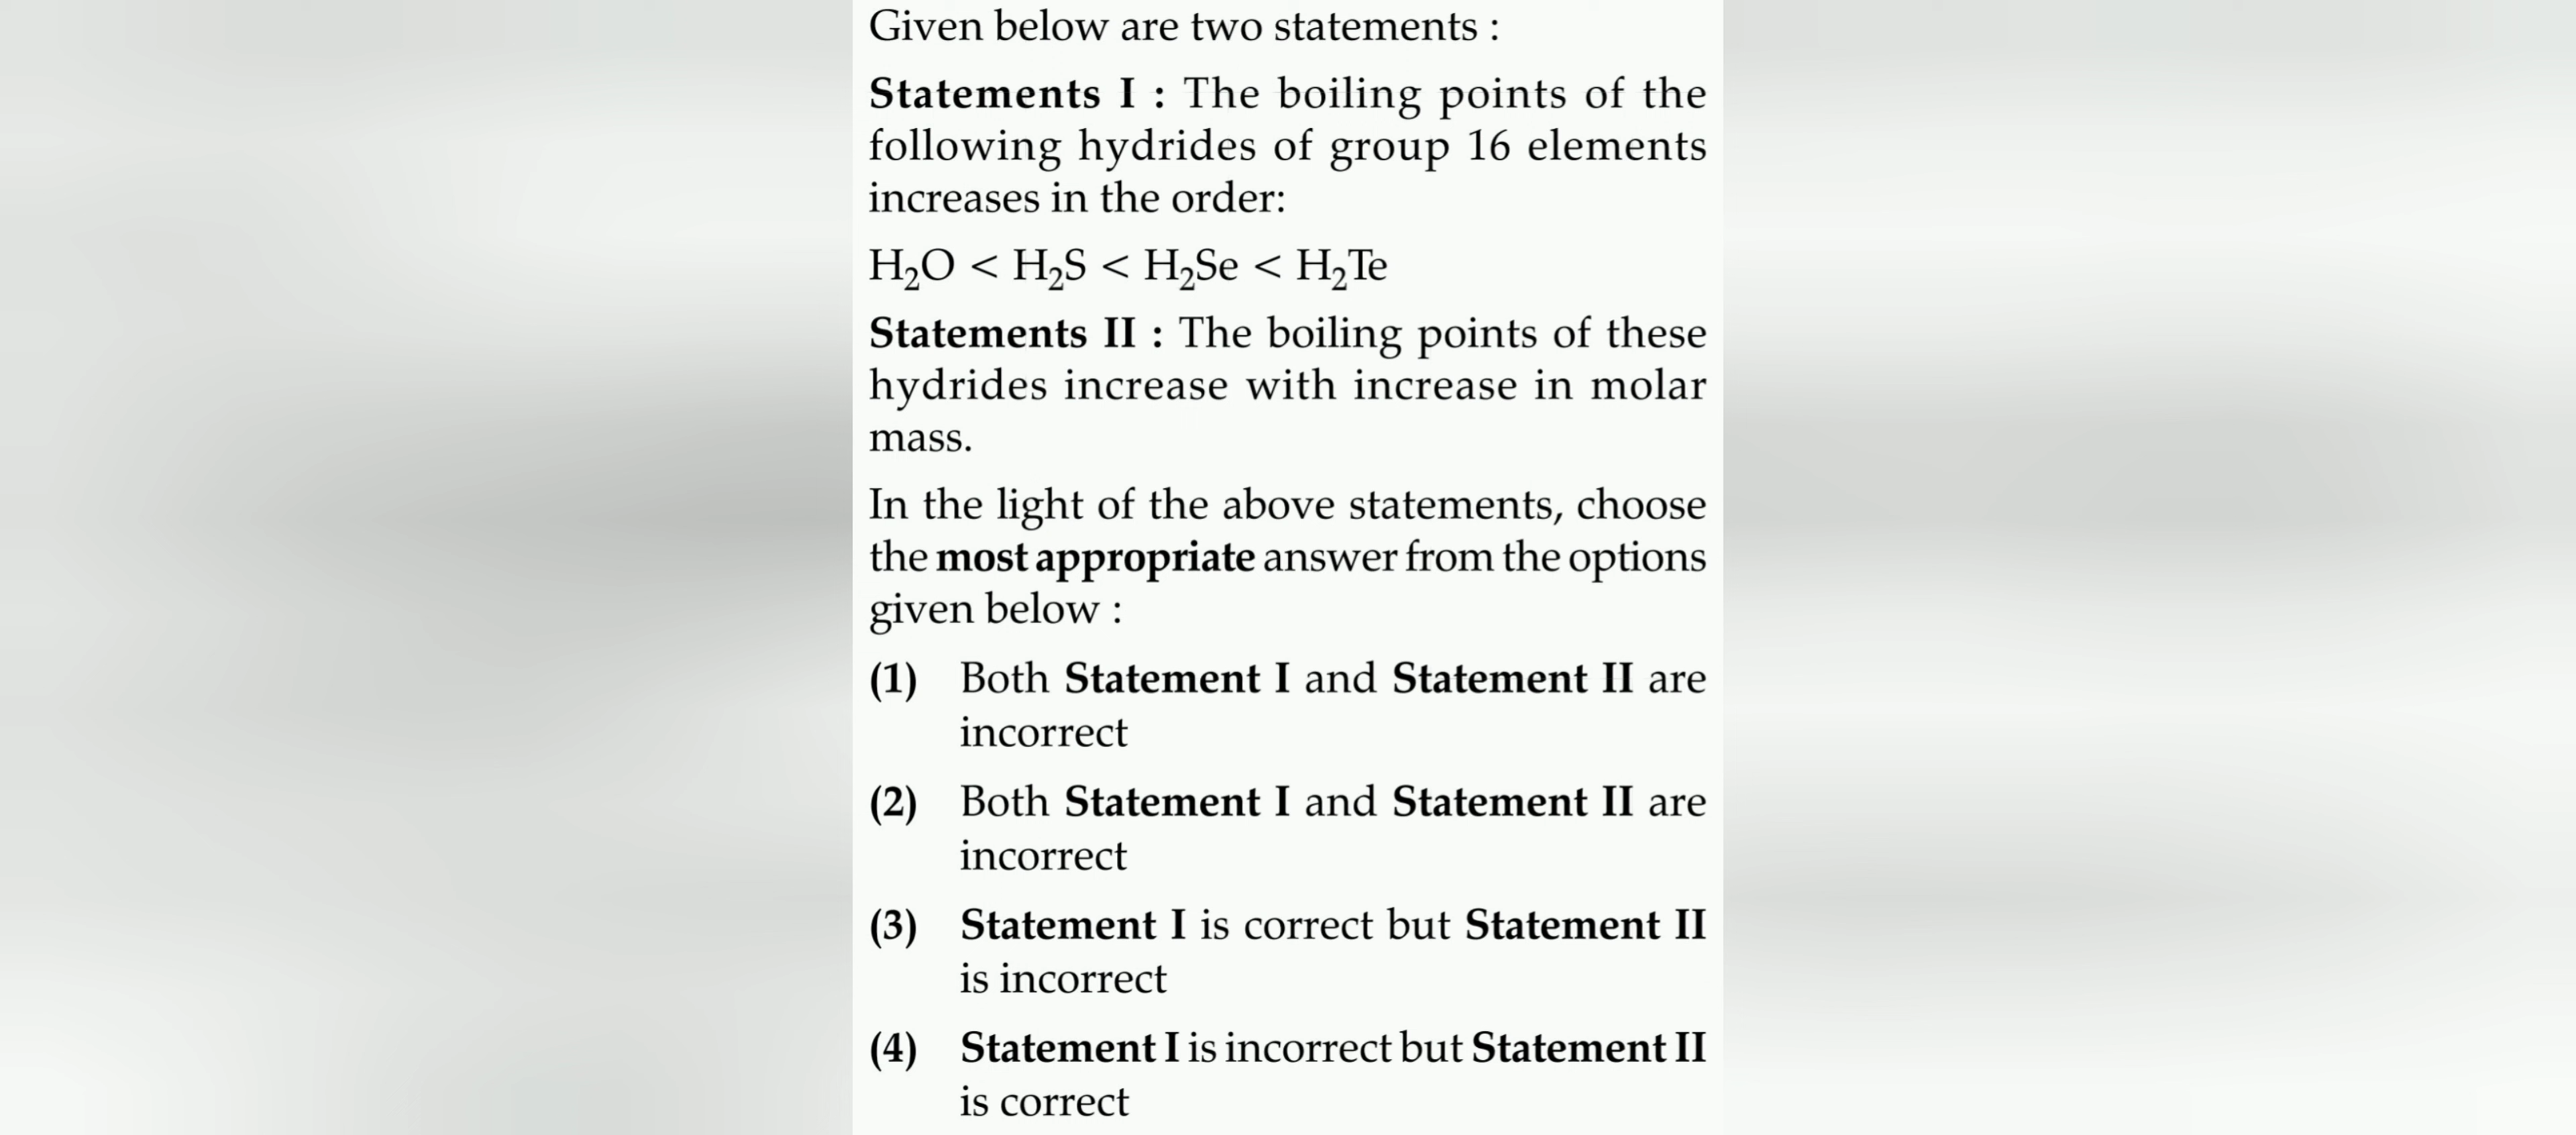 Given below are two statements :
Statements I : The boiling points of the
following hydrides of group 16 elements
increases in the order:
H₂O < H₂S < H₂Se < H₂Te
Statements II : The boiling points of these
hydrides increase with increase in molar
mass.
In the light of the above statements, choose
the most appropriate answer from the options
given below :
(1) Both Statement I and Statement II are
incorrect
(2) Both Statement I and Statement II are
incorrect
(3) Statement I is correct but Statement II
is incorrect
(4) Statement I is incorrect but Statement II
is correct